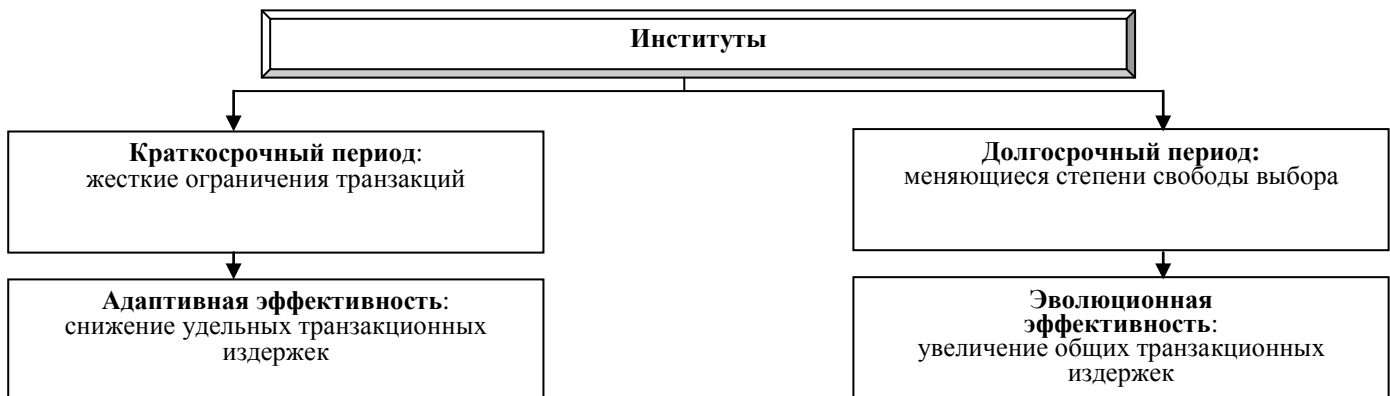 Институты
Краткосрочный период:
жесткие ограничения транзакций
Долгосрочный период:
меняющиеся степени свободы выбора
Адаптивная эффективность:
снижение удельных транзакционных
издержек
Эволюционная
эффективность:
увеличение общих транзакционных
издержек